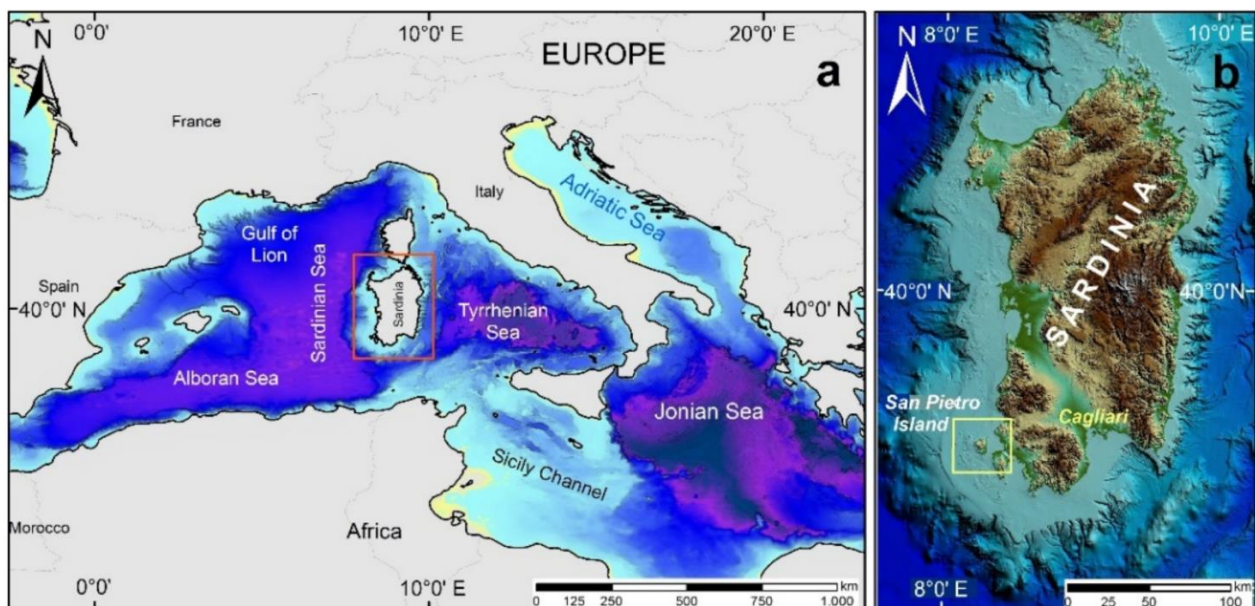 0°0'
10°0' E
20°0' E
N
EUROPE
a
France
Italy
Adriatic Sea
Gulf of
Lion
Sardinian Sea
Spain
40°0' N
Sardinia
Tyrrhenian
Sea
40°0' N
Alboran Sea
Jonian Sea
Sicily Channel
Morocco
Africa
0°0'
10°0' E
km
0 125 250 500 750 1.000
8°0' E
10°0' E
N
b
SARDINIA
40°0' N
40°0' N
San Pietro
Island
Cagliari
8°0' E
km
0 25 50 100